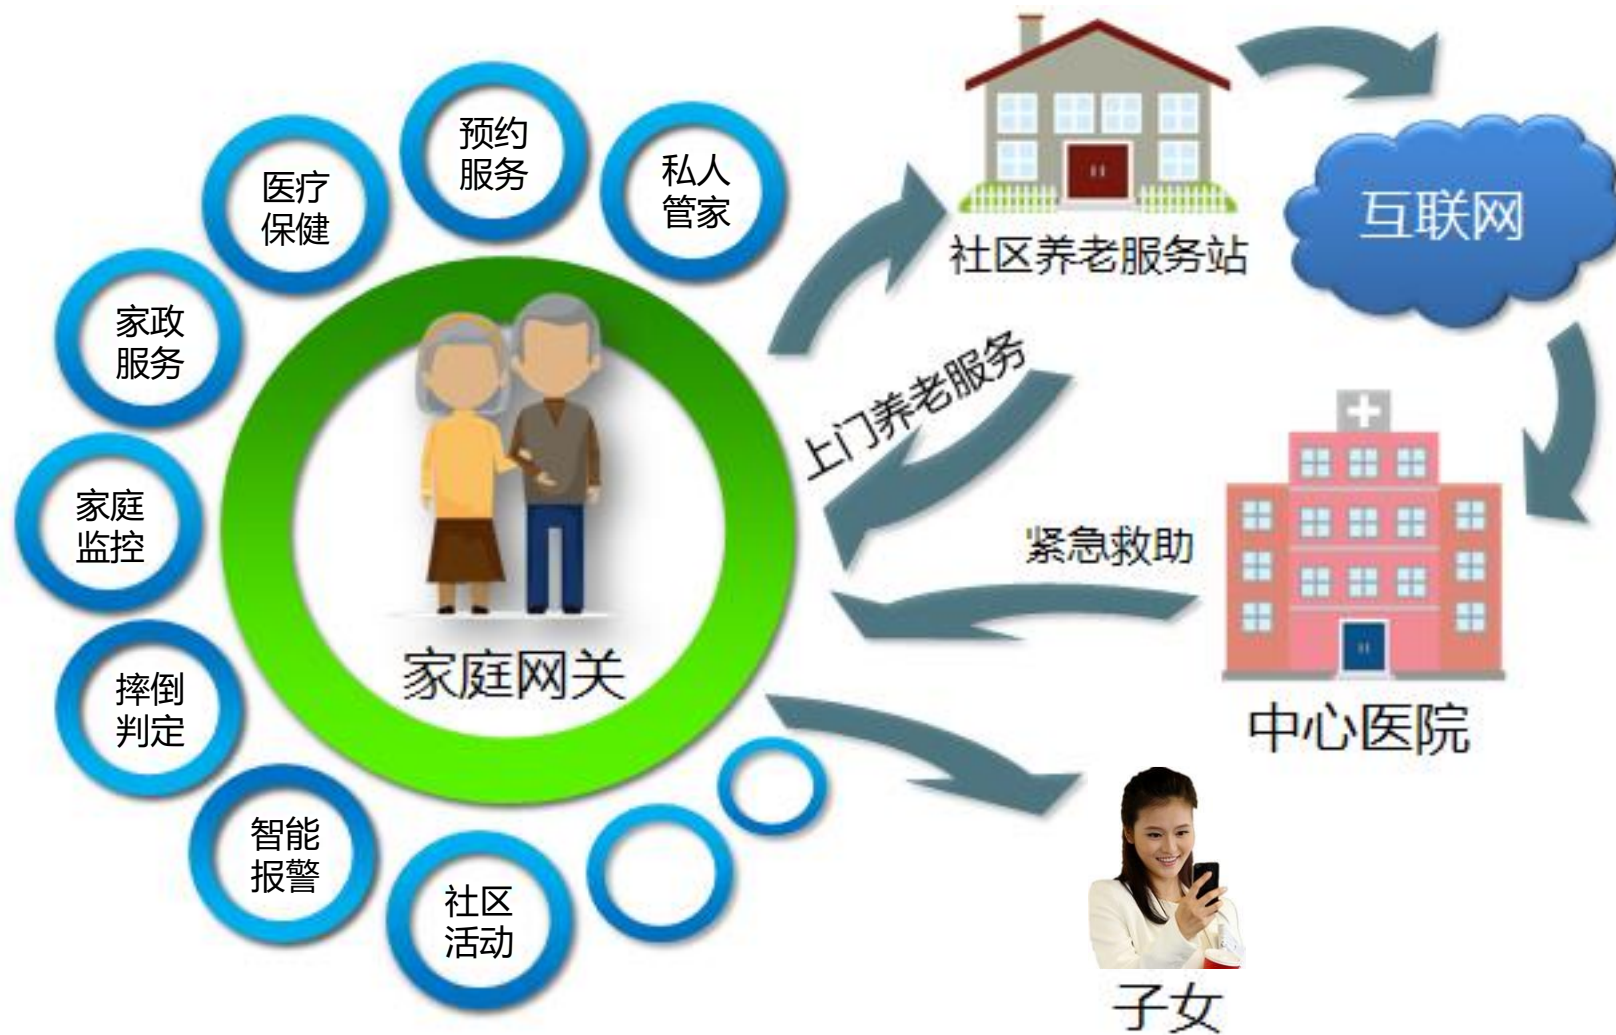 预约
服务
私人
管家
医疗
保健
家政
服务
家庭
监控
摔倒
判定
智能
报警
社区
活动
家庭网关
社区养老服务站
互联网
上门养老服务
紧急救助
中心医院
子女